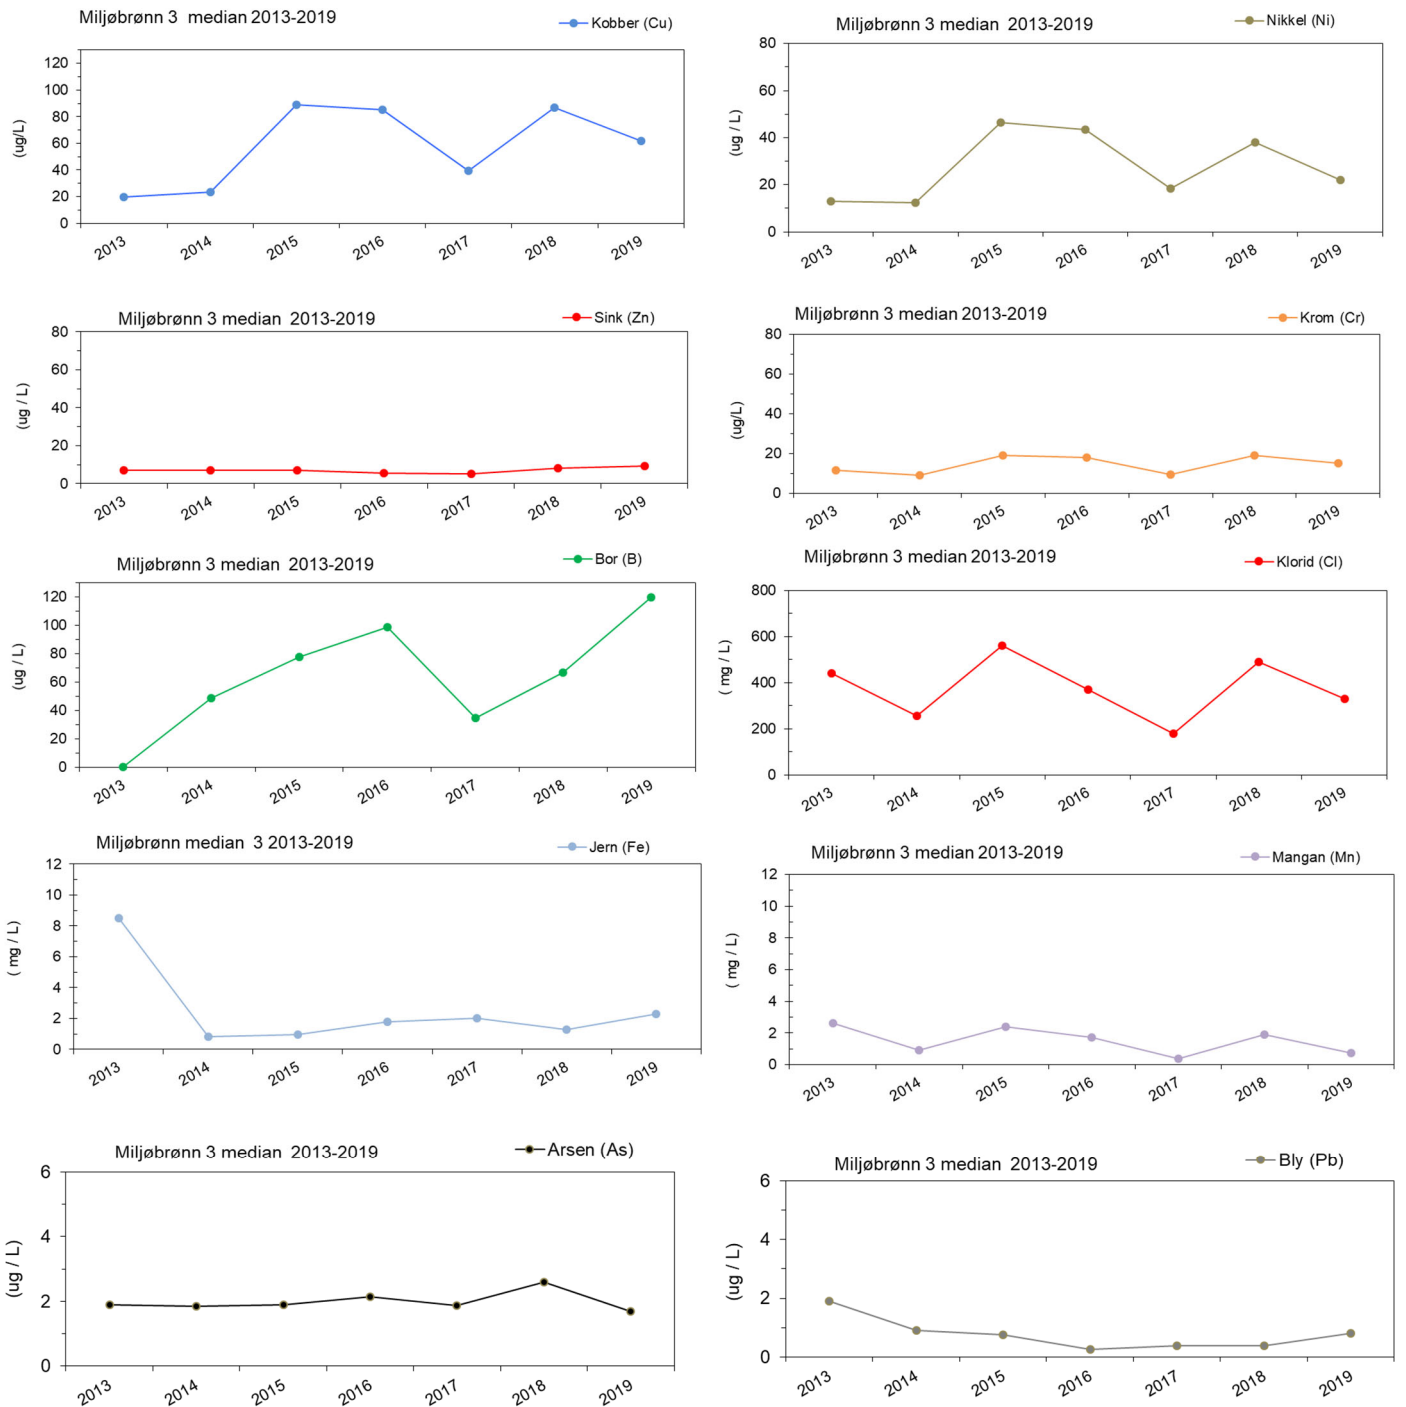 Miljøbrønn 3 median 2013-2019
Kobber (Cu)
(ug/L)
120
100
80
60
40
20
0
2013 2014 2015 2016 2017 2018 2019
Miljøbrønn 3 median 2013-2019
Nikkel (Ni)
(ug / L)
80
60
40
20
0
2013 2014 2015 2016 2017 2018 2019
Miljøbrønn 3 median 2013-2019
Sink (Zn)
(ug / L)
80
60
40
20
0
2013 2014 2015 2016 2017 2018 2019
Miljøbrønn 3 median 2013-2019
Krom (Cr)
(ug/L)
80
60
40
20
0
2013 2014 2015 2016 2017 2018 2019
Miljøbrønn 3 median 2013-2019
Bor (B)
(ug / L)
120
100
80
60
40
20
0
2013 2014 2015 2016 2017 2018 2019
Miljøbrønn 3 median 2013-2019
Klorid (Cl)
( mg / L)
800
600
400
200
0
2013 2014 2015 2016 2017 2018 2019
Miljøbrønn median 3 2013-2019
Jern (Fe)
( mg / L)
12
10
8
6
4
2
0
2013 2014 2015 2016 2017 2018 2019
Miljøbrønn 3 median 2013-2019
Mangan (Mn)
( mg / L)
12
10
8
6
4
2
0
2013 2014 2015 2016 2017 2018 2019
Miljøbrønn 3 median 2013-2019
Arsen (As)
(ug / L)
6
4
2
0
2013 2014 2015 2016 2017 2018 2019
Miljøbrønn 3 median 2013-2019
Bly (Pb)
(ug / L)
6
4
2
0
2013 2014 2015 2016 2017 2018 2019